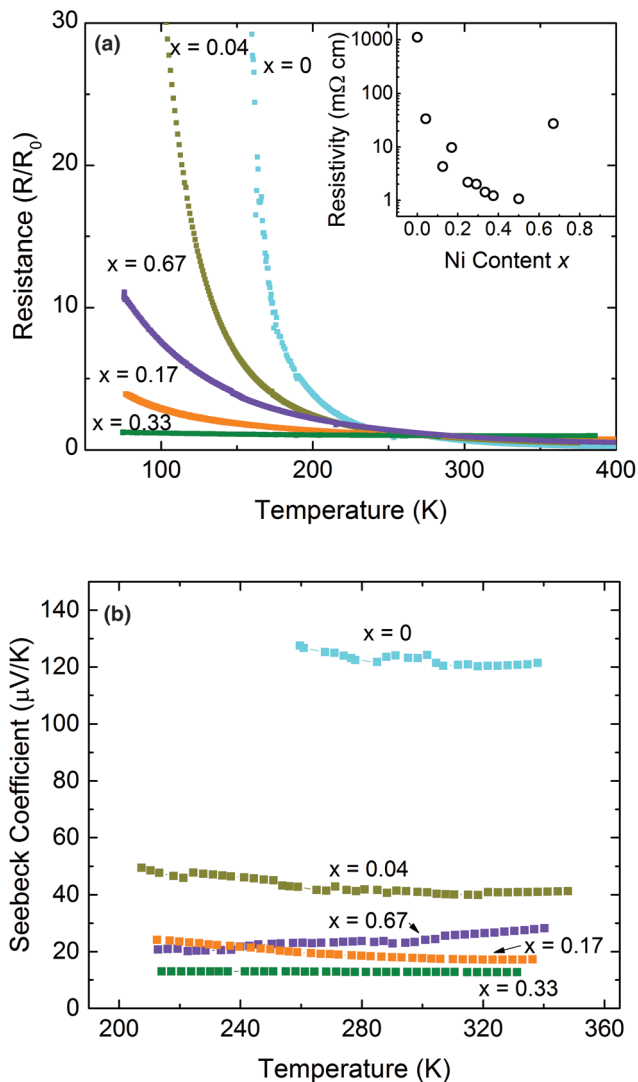 (a)
x = 0.04
x = 0
x = 0.67
x = 0.17
x = 0.33
Resistance (R/R₀)
30
20
10
0
100
200
300
400
Temperature (K)
Resistivity (mΩ cm)
1000
100
10
1
0.0
0.2
0.4
0.6
0.8
Ni Content x
(b)
x = 0
x = 0.04
x = 0.67
x = 0.17
x = 0.33
Seebeck Coefficient (μV/K)
140
120
100
80
60
40
20
0
200
240
280
320
360
Temperature (K)